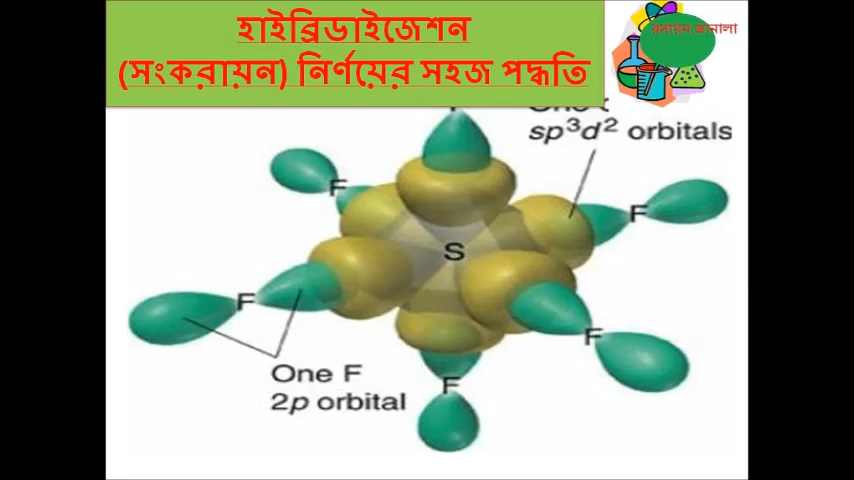 হাইব্রিডাইজেশন
(সংকরায়ন) নির্ণয়ের সহজ পদ্ধতি
রসায়ন জানালা
sp³d² orbitals
F
F
S
F
F
F
One F
2p orbital